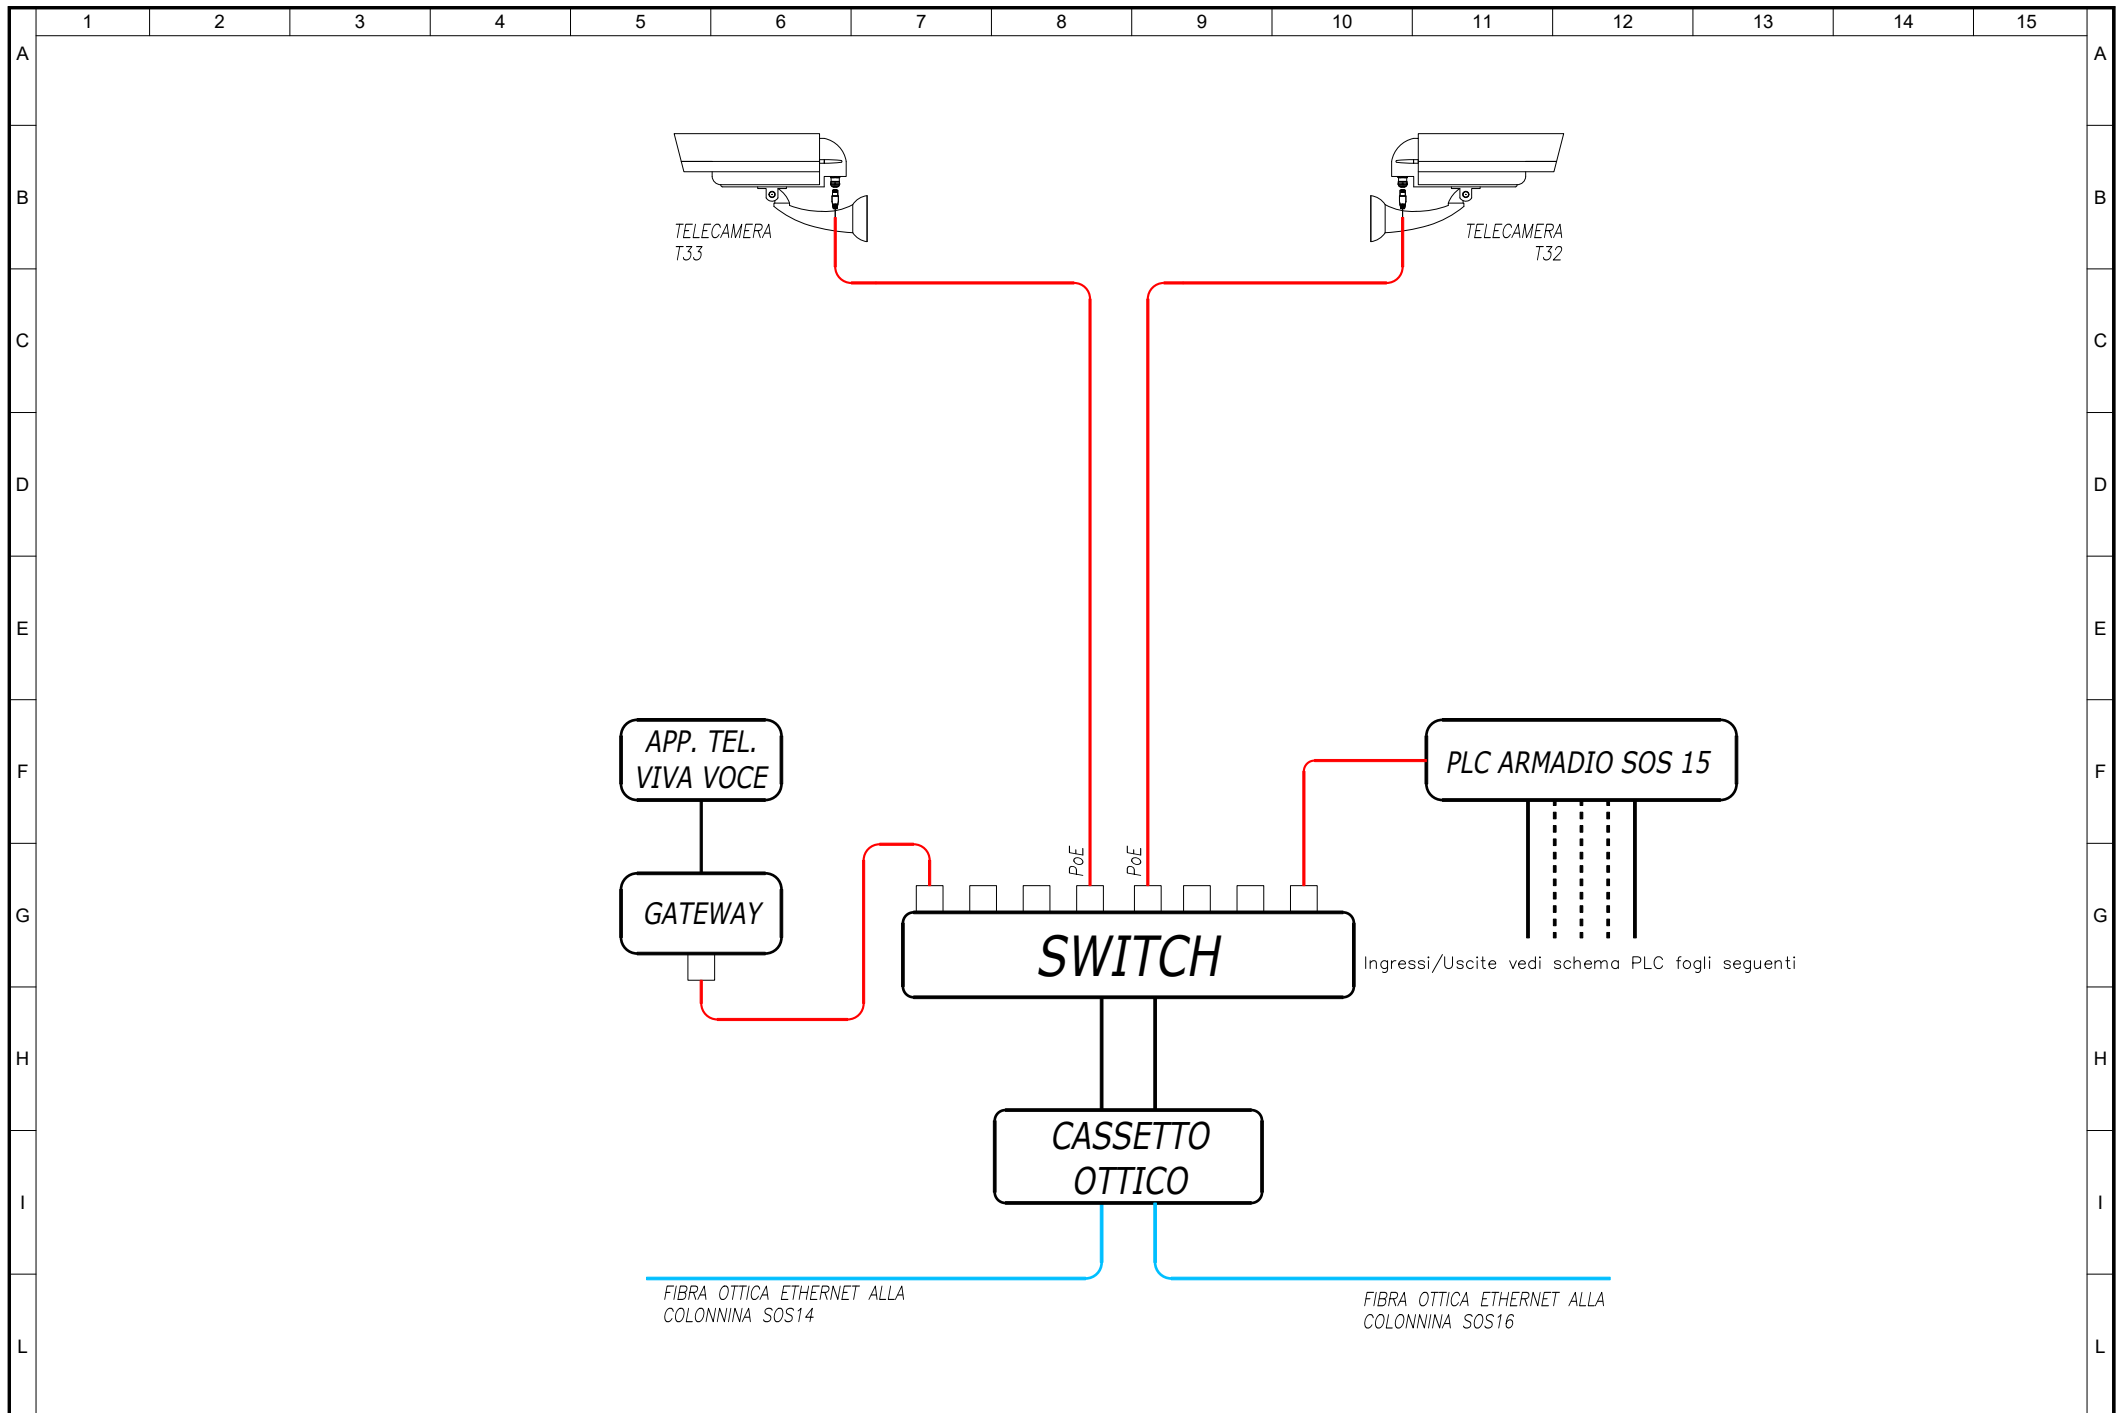 1 2 3 4 5 6 7 8 9 10 11 12 13 14 15
A A
B B
TELECAMERA
T33
TELECAMERA
T32
C C
D D
E E
F F
APP. TEL.
VIVA VOCE
PLC ARMADIO SOS 15
PoE
PoE
G G
GATEWAY
SWITCH
Ingressi/Uscite vedi schema PLC fogli seguenti
H H
CASSETTO
OTTICO
I I
FIBRA OTTICA ETHERNET ALLA
COLONNINA SOS14
FIBRA OTTICA ETHERNET ALLA
COLONNINA SOS16
L L